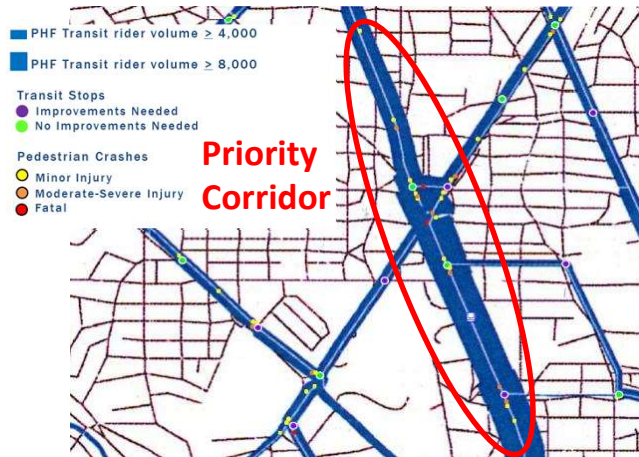 PHF Transit rider volume ≥ 4,000
PHF Transit rider volume ≥ 8,000
Transit Stops
Improvements Needed
No Improvements Needed
Pedestrian Crashes
Minor Injury
Moderate-Severe Injury
Fatal
Priority
Corridor